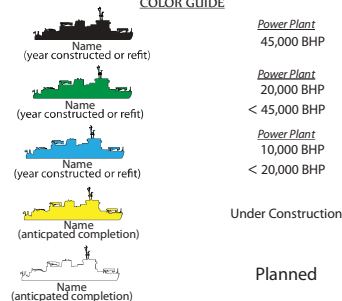 COLOR GUIDE
Name
(year constructed or refit)
Power Plant
45,000 BHP
Name
(year constructed or refit)
Power Plant
20,000 BHP
< 45,000 BHP
Name
(year constructed or refit)
Power Plant
10,000 BHP
< 20,000 BHP
Name
(anticpated completion)
Under Construction
Name
(anticpated completion)
Planned